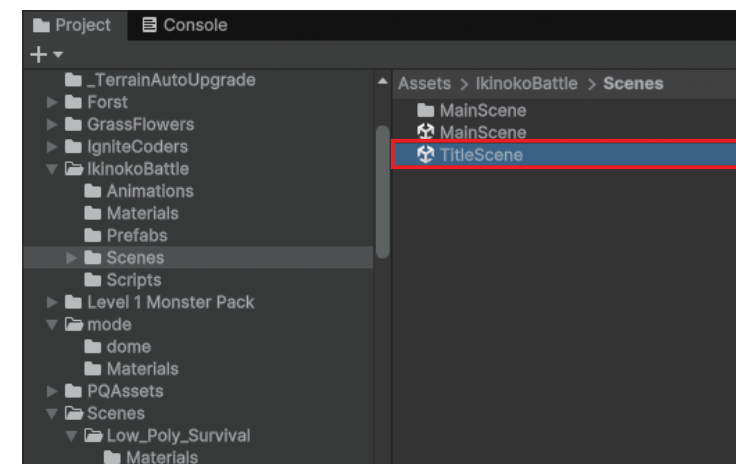 Project
Console
_TerrainAutoUpgrade
Forst
GrassFlowers
IgniteCoders
IkinokoBattle
Animations
Materials
Prefabs
Scenes
Scripts
Level 1 Monster Pack
mode
dome
Materials
PQAssets
Scenes
Low_Poly_Survival
Materials
Assets > IkinokoBattle > Scenes
MainScene
MainScene
TitleScene